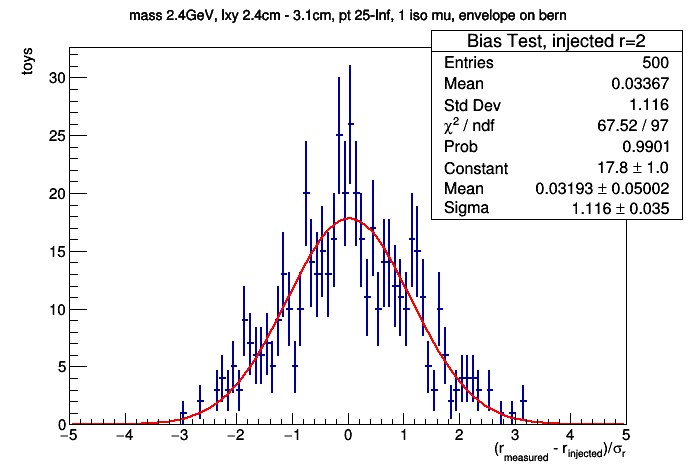 mass 2.4GeV, lxy 2.4cm - 3.1cm, pt 25-Inf, 1 iso mu, envelope on bern
Bias Test, injected r=2
Entries 500
Mean 0.03367
Std Dev 1.116
χ² / ndf 67.52 / 97
Prob 0.9901
Constant 17.8 ± 1.0
Mean 0.03193 ± 0.05002
Sigma 1.116 ± 0.035
toys
30
25
20
15
10
5
0
−5 −4 −3 −2 −1 0 1 2 3 4 5
(r_measured - r_injected)/σ_r